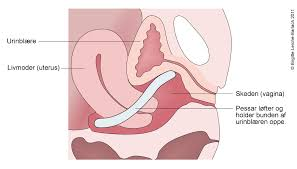 Urinblære
Livmoder (uterus)
Skeden (vagina)
Pessar løfter og
holder bunden af
urinblæren oppe.